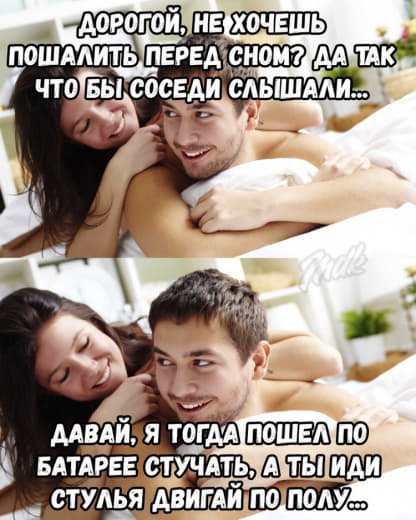 ДОРОГОЙ, НЕ ХОЧЕШЬ
ПОШАЛИТЬ ПЕРЕД СНОМ? ДА ТАК
ЧТО БЫ СОСЕДИ СЛЫШАЛИ...
ДАВАЙ, Я ТОГДА ПОШЕЛ ПО
БАТАРЕЕ СТУЧАТЬ, А ТЫ ИДИ
СТУЛЬЯ ДВИГАЙ ПО ПОЛУ...